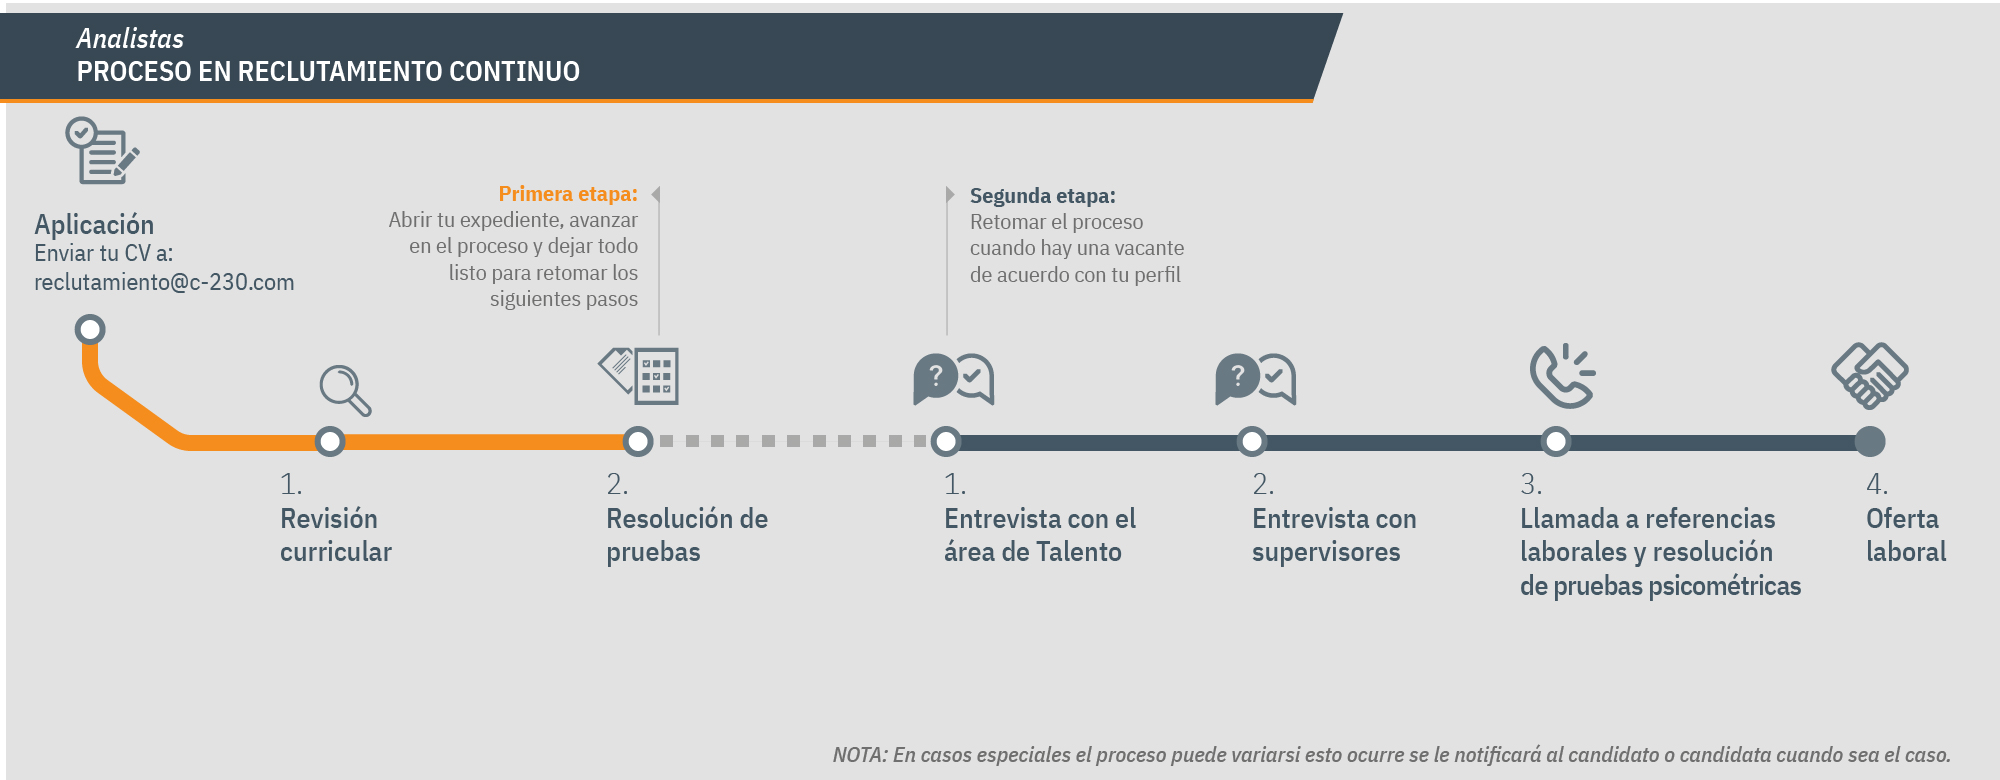 Analistas
PROCESO EN RECLUTAMIENTO CONTINUO
Aplicación
Enviar tu CV a:
reclutamiento@c-230.com
Primera etapa:
Abrir tu expediente, avanzar
en el proceso y dejar todo
listo para retomar los
siguientes pasos
Segunda etapa:
Retomar el proceso
cuando hay una vacante
de acuerdo con tu perfil
?
?
1.
Revisión
curricular
2.
Resolución de
pruebas
1.
Entrevista con el
área de Talento
2.
Entrevista con
supervisores
3.
Llamada a referencias
laborales y resolución
de pruebas psicométricas
4.
Oferta
laboral
NOTA: En casos especiales el proceso puede variarsi esto ocurre se le notificará al candidato o candidata cuando sea el caso.